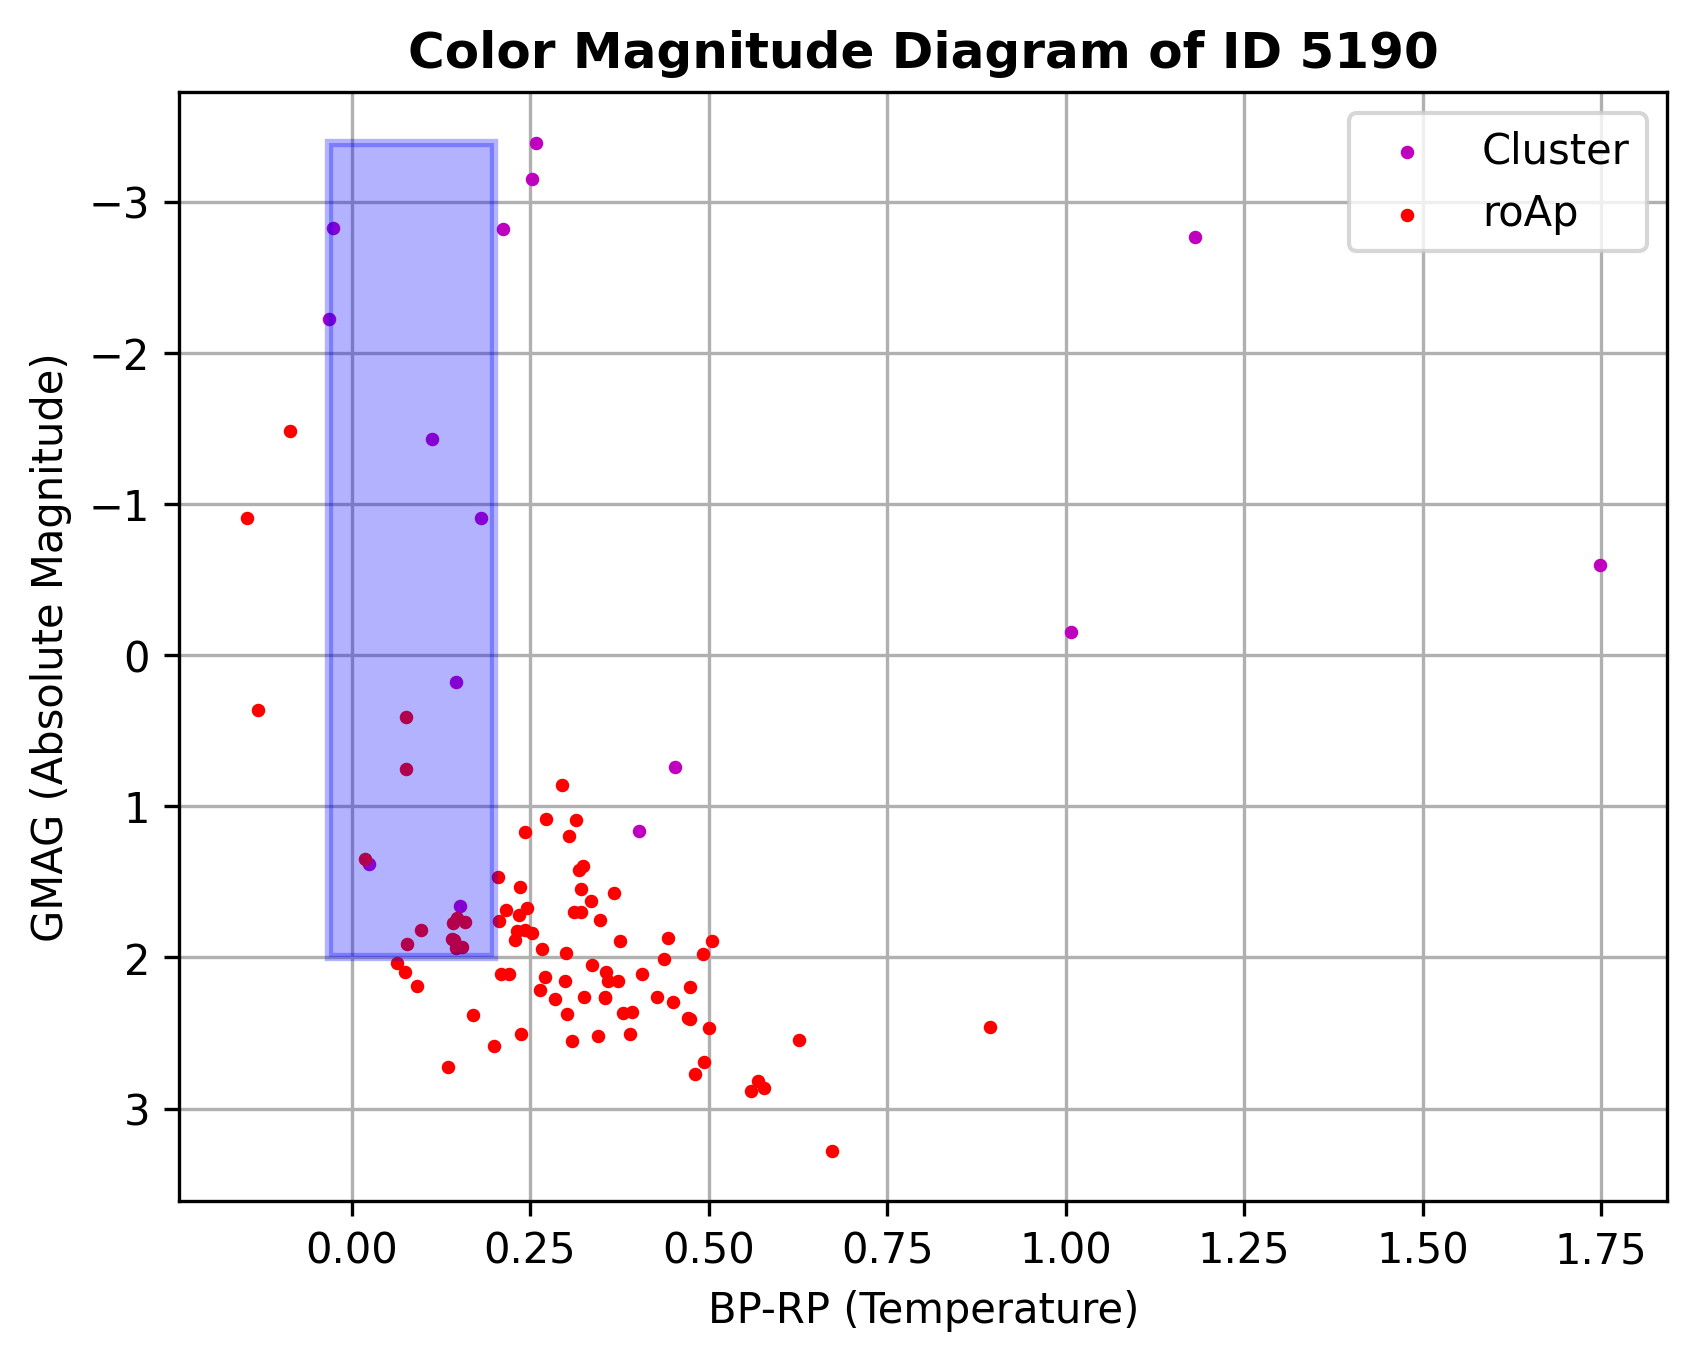 Color Magnitude Diagram of ID 5190
Cluster
roAp
GMAG (Absolute Magnitude)
−3
−2
−1
0
1
2
3
0.00 0.25 0.50 0.75 1.00 1.25 1.50 1.75
BP-RP (Temperature)